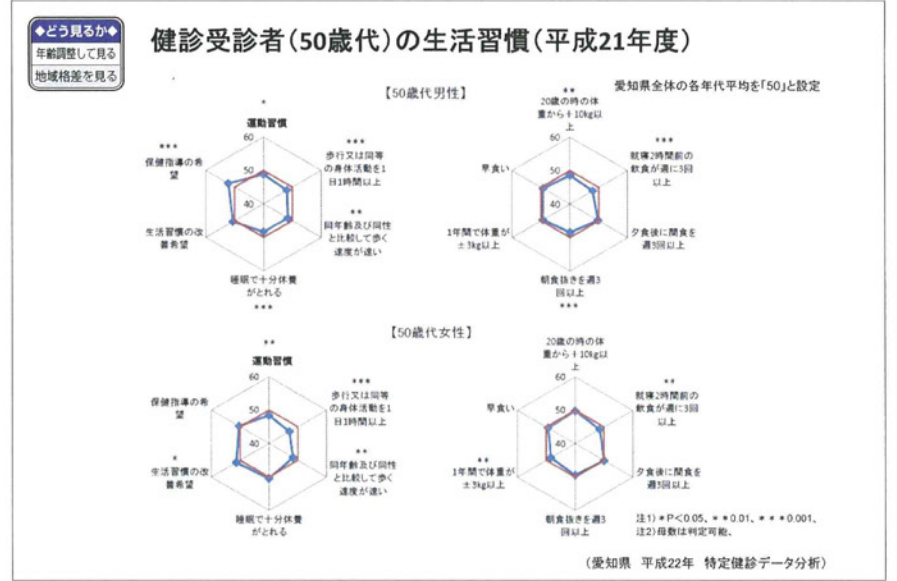 ◆どう見るか◆
年齢調整して見る
地域格差を見る
健診受診者(50歳代)の生活習慣(平成21年度)
愛知県全体の各年代平均を「50」と設定
【50歳代男性】
*
運動習慣
60
50
40
***
歩行又は同等
の身体活動を1
日1時間以上
**
同年齢及び同性
と比較して歩く
速度が速い
睡眠で十分休養
がとれる
***
生活習慣の改
善希望
***
保健指導の希
望
**
20歳の時の体
重から+10kg以
上
60
50
40
***
就寝2時間前の
飲食が週に3回
以上
夕食後に間食を
週3回以上
朝食抜きを週3
回以上
***
1年間で体重が
±3kg以上
早食い
【50歳代女性】
**
運動習慣
60
50
40
***
歩行又は同等
の身体活動を1
日1時間以上
**
同年齢及び同性
と比較して歩く
速度が速い
睡眠で十分休養
がとれる
*
生活習慣の改
善希望
保健指導の希
望
20歳の時の体
重から+10kg以
上
60
50
40
**
就寝2時間前の
飲食が週に3回
以上
夕食後に間食を
週3回以上
朝食抜きを週3
回以上
**
1年間で体重が
±3kg以上
早食い
注1)*P<0.05、**0.01、***0.001、
注2)母数は判定可能、
(愛知県 平成22年 特定健診データ分析)